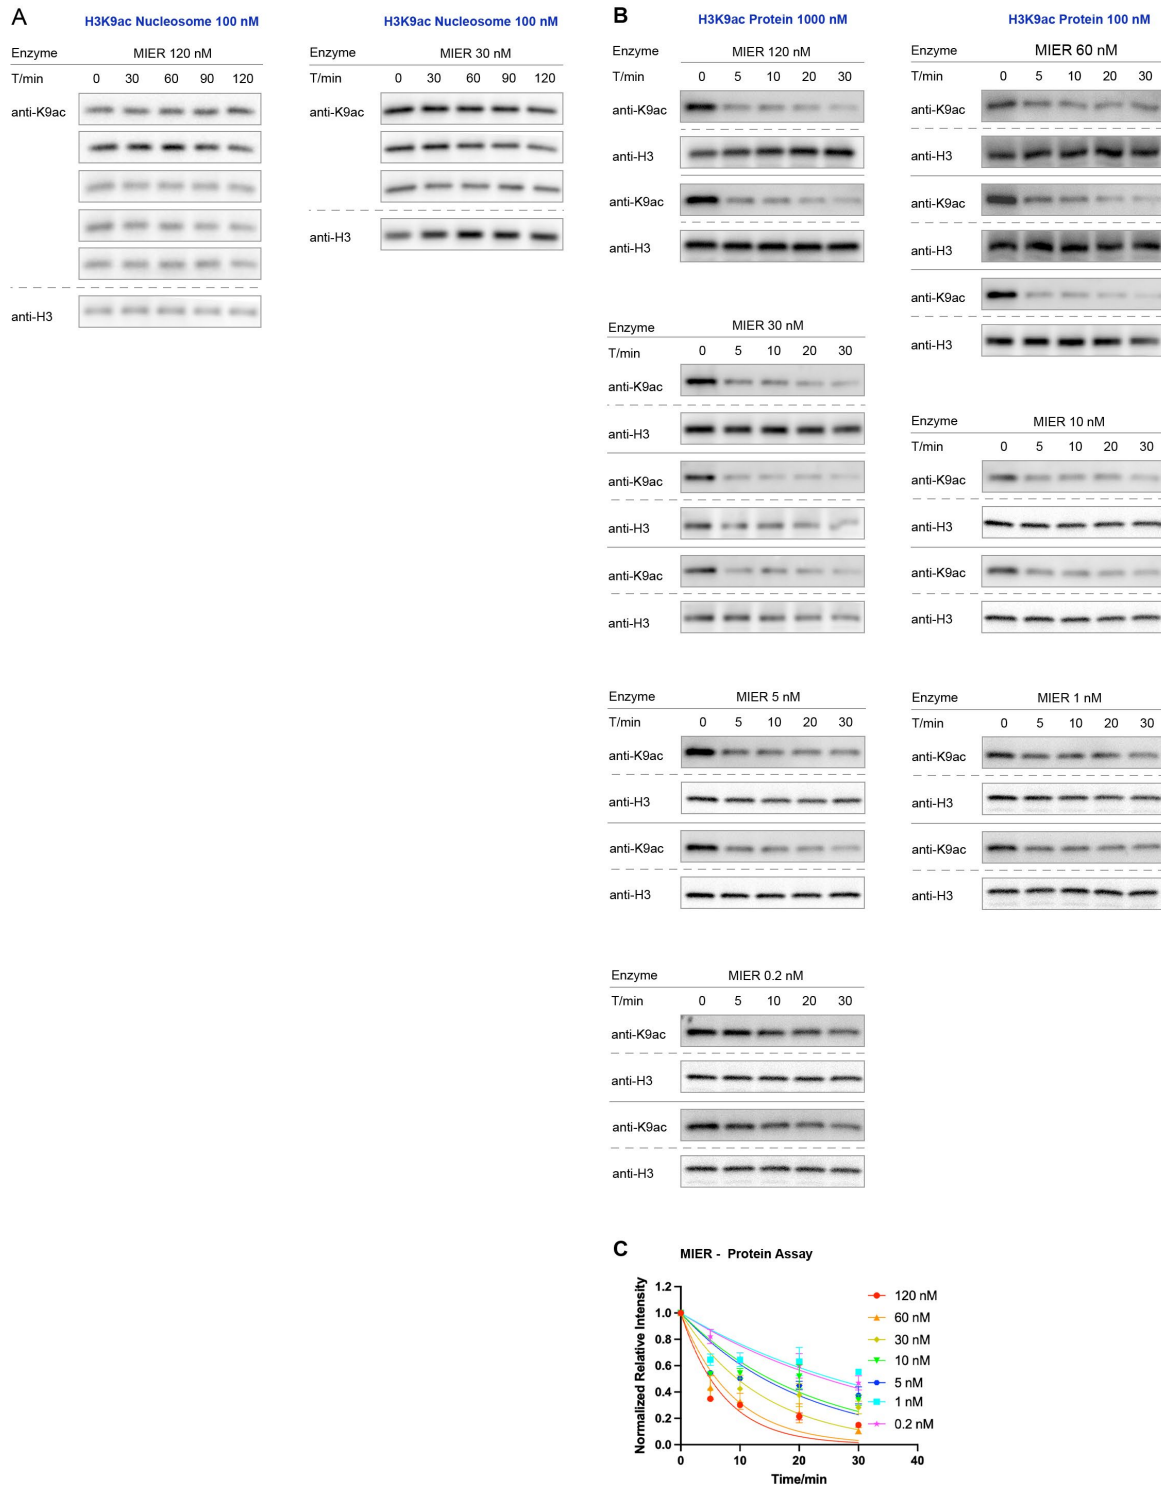 A
H3K9ac Nucleosome 100 nM
Enzyme MIER 120 nM
T/min 0 30 60 90 120
anti-K9ac
anti-H3
H3K9ac Nucleosome 100 nM
Enzyme MIER 30 nM
T/min 0 30 60 90 120
anti-K9ac
anti-H3
B
H3K9ac Protein 1000 nM
Enzyme MIER 120 nM
T/min 0 5 10 20 30
anti-K9ac
anti-H3
anti-K9ac
anti-H3
H3K9ac Protein 100 nM
Enzyme MIER 60 nM
T/min 0 5 10 20 30
anti-K9ac
anti-H3
anti-K9ac
anti-H3
anti-K9ac
anti-H3
Enzyme MIER 30 nM
T/min 0 5 10 20 30
anti-K9ac
anti-H3
anti-K9ac
anti-H3
anti-K9ac
anti-H3
Enzyme MIER 10 nM
T/min 0 5 10 20 30
anti-K9ac
anti-H3
anti-K9ac
anti-H3
Enzyme MIER 5 nM
T/min 0 5 10 20 30
anti-K9ac
anti-H3
anti-K9ac
anti-H3
Enzyme MIER 1 nM
T/min 0 5 10 20 30
anti-K9ac
anti-H3
anti-K9ac
anti-H3
Enzyme MIER 0.2 nM
T/min 0 5 10 20 30
anti-K9ac
anti-H3
anti-K9ac
anti-H3
C
MIER - Protein Assay
Normalized Relative Intensity
1.2
1.0
0.8
0.6
0.4
0.2
0.0
0 10 20 30 40
Time/min
120 nM
60 nM
30 nM
10 nM
5 nM
1 nM
0.2 nM